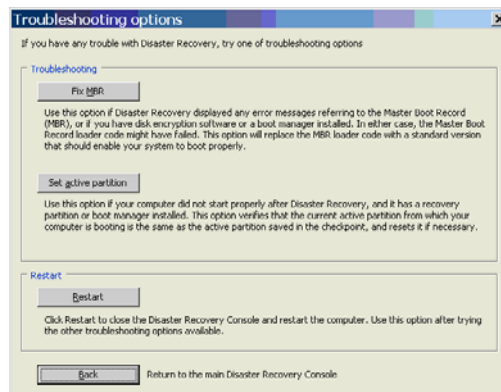 Troubleshooting options
If you have any trouble with Disaster Recovery, try one of troubleshooting options
Troubleshooting
Fix MBR
Use this option if Disaster Recovery displayed any error messages referring to the Master Boot Record
(MBR), or if you have disk encryption software or a boot manager installed. In either case, the Master Boot
Record loader code might have failed. This option will replace the MBR loader code with a standard version
that should enable your system to boot properly.
Set active partition
Use this option if your computer did not start properly after Disaster Recovery, and it has a recovery
partition or boot manager installed. This option verifies that the current active partition from which your
computer is booting is the same as the active partition saved in the checkpoint, and resets it if necessary.
Restart
Restart
Click Restart to close the Disaster Recovery Console and restart the computer. Use this option after trying
the other troubleshooting options available.
Back Return to the main Disaster Recovery Console